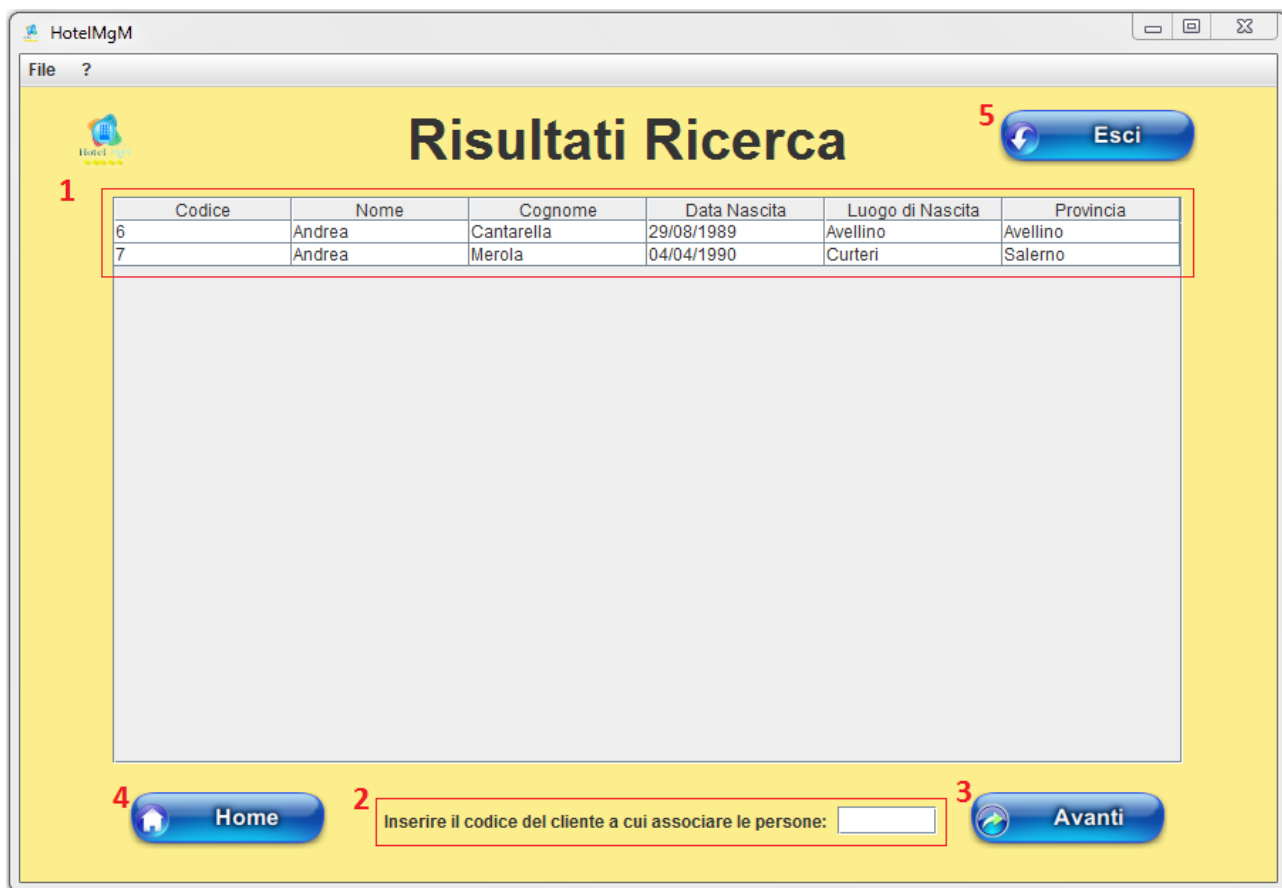 HotelMgM
File ?
Hotel
Risultati Ricerca
5 Esci
1
Codice Nome Cognome Data Nascita Luogo di Nascita Provincia
6 Andrea Cantarella 29/08/1989 Avellino Avellino
7 Andrea Merola 04/04/1990 Curteri Salerno
4 Home
2 Inserire il codice del cliente a cui associare le persone:
3 Avanti